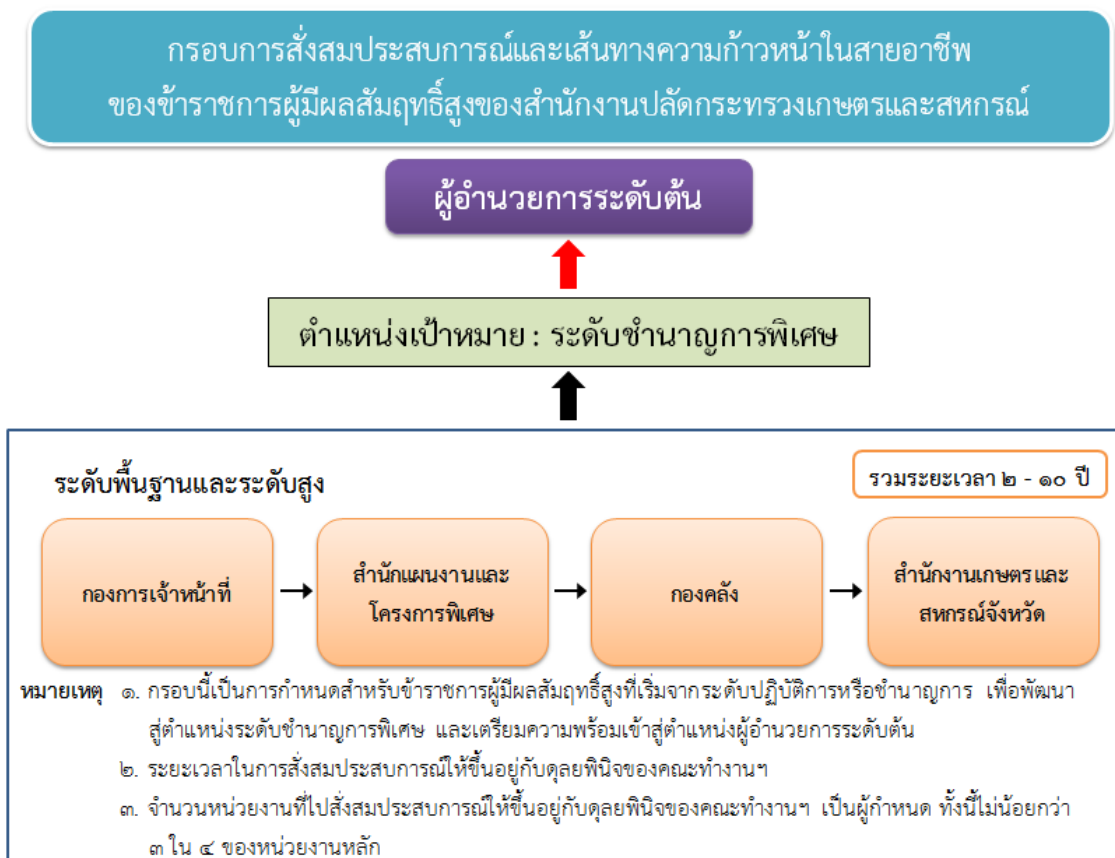 กรอบการสั่งสมประสบการณ์และเส้นทางความก้าวหน้าในสายอาชีพ
ของข้าราชการผู้มีผลสัมฤทธิ์สูงของสำนักงานปลัดกระทรวงเกษตรและสหกรณ์
ผู้อำนวยการระดับต้น
ตำแหน่งเป้าหมาย : ระดับชำนาญการพิเศษ
ระดับพื้นฐานและระดับสูง
รวมระยะเวลา ๒ - ๑๐ ปี
กองการเจ้าหน้าที่
สำนักแผนงานและ
โครงการพิเศษ
กองคลัง
สำนักงานเกษตรและ
สหกรณ์จังหวัด
หมายเหตุ ๑. กรอบนี้เป็นการกำหนดสำหรับข้าราชการผู้มีผลสัมฤทธิ์สูงที่เริ่มจากระดับปฏิบัติการหรือชำนาญการ เพื่อพัฒนา
สู่ตำแหน่งระดับชำนาญการพิเศษ และเตรียมความพร้อมเข้าสู่ตำแหน่งผู้อำนวยการระดับต้น
๒. ระยะเวลาในการสั่งสมประสบการณ์ให้ขึ้นอยู่กับดุลยพินิจของคณะทำงานฯ
๓. จำนวนหน่วยงานที่ไปสั่งสมประสบการณ์ให้ขึ้นอยู่กับดุลยพินิจของคณะทำงานฯ เป็นผู้กำหนด ทั้งนี้ไม่น้อยกว่า
๓ ใน ๔ ของหน่วยงานหลัก